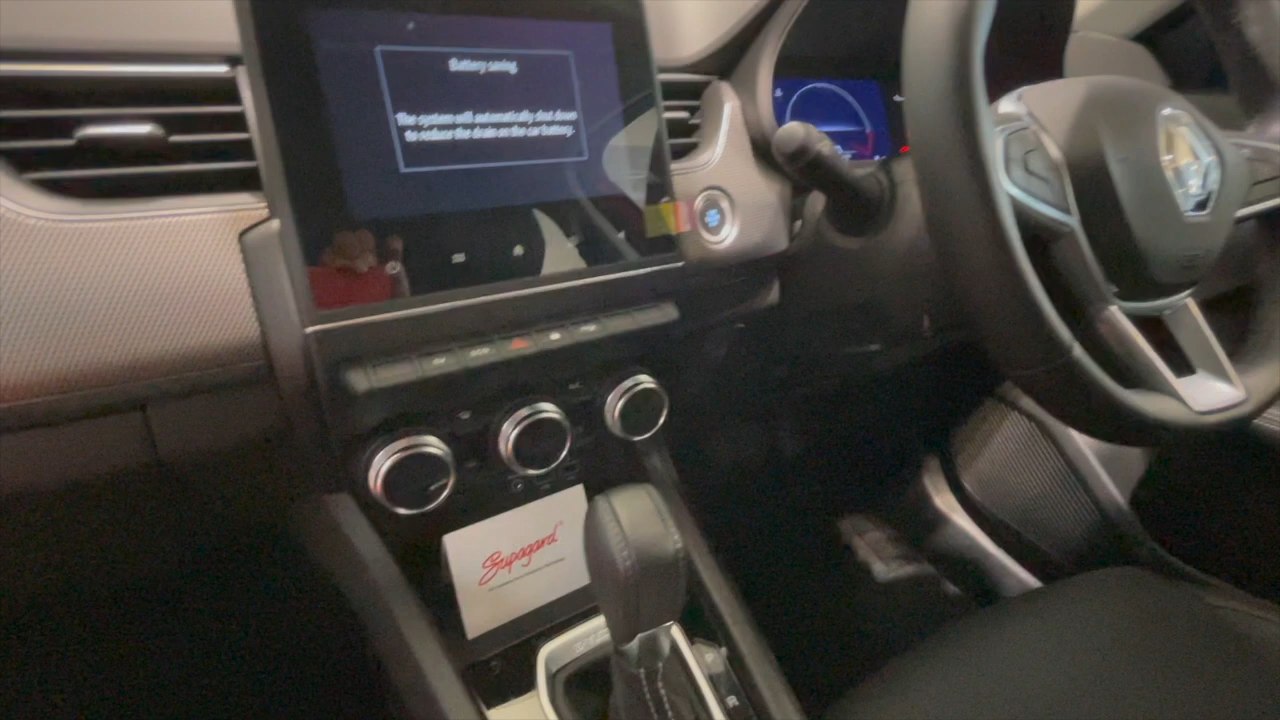 Battery saving
The system will automatically shut down
to reduce the drain on the car battery.
Supagard